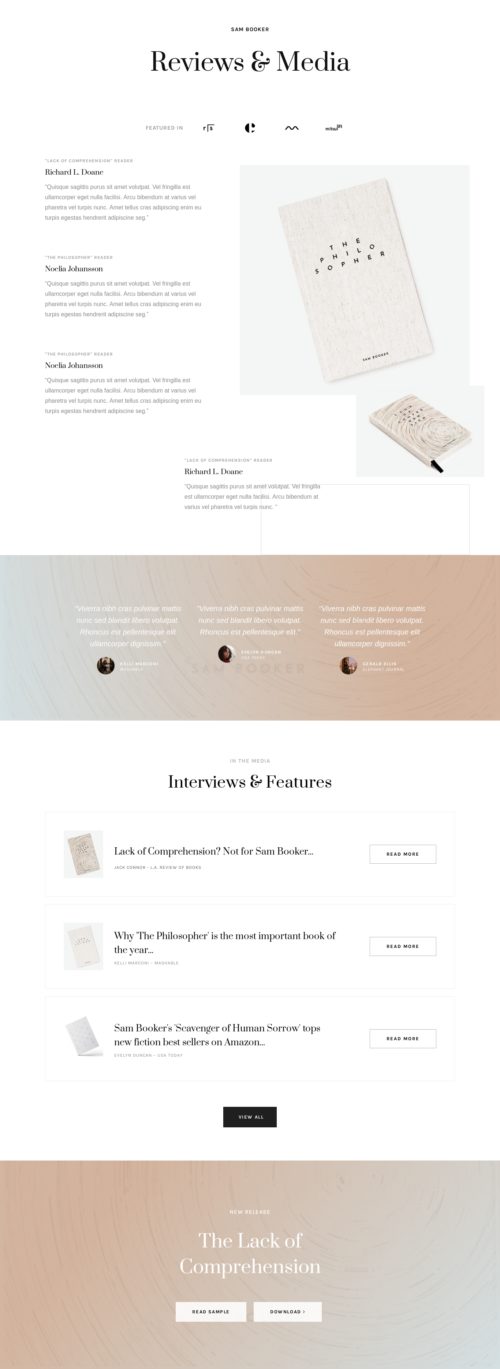 SAM BOOKER
Reviews & Media
FEATURED IN
"LACK OF COMPREHENSION" READER
Richard L. Doane
"Quisque sagittis purus sit amet volutpat. Vel fringilla est
ullamcorper eget nulla facilisi. Arcu bibendum at varius vel
pharetra vel turpis nunc. Amet tellus cras adipiscing enim eu
turpis egestas hendrerit adipiscing seg."
"THE PHILOSOPHER" READER
Noelia Johansson
"Quisque sagittis purus sit amet volutpat. Vel fringilla est
ullamcorper eget nulla facilisi. Arcu bibendum at varius vel
pharetra vel turpis nunc. Amet tellus cras adipiscing enim eu
turpis egestas hendrerit adipiscing seg."
"THE PHILOSOPHER" READER
Noelia Johansson
"Quisque sagittis purus sit amet volutpat. Vel fringilla est
ullamcorper eget nulla facilisi. Arcu bibendum at varius vel
pharetra vel turpis nunc. Amet tellus cras adipiscing enim eu
turpis egestas hendrerit adipiscing seg."
THE
PHILO
SOPHER
SAM BOOKER
"LACK OF COMPREHENSION" READER
Richard L. Doane
"Quisque sagittis purus sit amet volutpat. Vel fringilla
est ullamcorper eget nulla facilisi. Arcu bibendum at
varius vel pharetra vel turpis nunc. "
"Viverra nibh cras pulvinar mattis
nunc sed blandit libero volutpat.
Rhoncus est pellentesque elit
ullamcorper dignissim."
KELLI MARCONI
MASHABLE
"Viverra nibh cras pulvinar mattis
nunc sed blandit libero volutpat.
Rhoncus est pellentesque elit."
EVELYN DUNCAN
USA TODAY
"Viverra nibh cras pulvinar mattis
nunc sed blandit libero volutpat.
Rhoncus est pellentesque elit
ullamcorper dignissim."
GERALD ELLIS
ELEPHANT JOURNAL
SAM BOOKER
IN THE MEDIA
Interviews & Features
Lack of Comprehension? Not for Sam Booker...
JACK CONNOR - L.A. REVIEW OF BOOKS
READ MORE
Why 'The Philosopher' is the most important book of
the year...
KELLI MARCONI - MASHABLE
READ MORE
Sam Booker's 'Scavenger of Human Sorrow' tops
new fiction best sellers on Amazon...
EVELYN DUNCAN - USA TODAY
READ MORE
VIEW ALL
NEW RELEASE
The Lack of
Comprehension
READ SAMPLE
DOWNLOAD ›